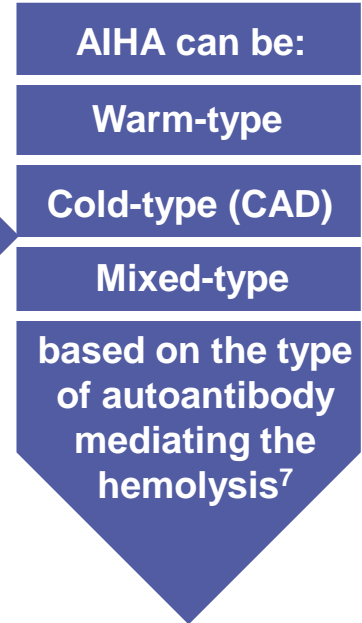 AIHA can be:
Warm-type
Cold-type (CAD)
Mixed-type
based on the type
of autoantibody
mediating the
hemolysis⁷